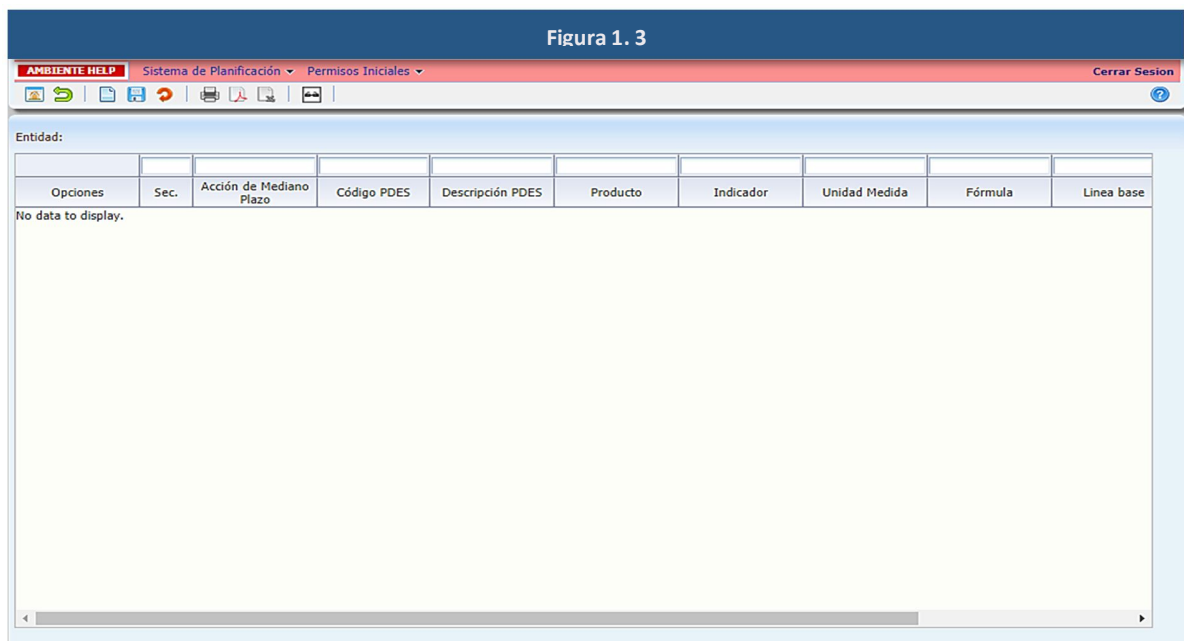 Figura 1. 3
AMBIENTE HELP Sistema de Planificación Permisos Iniciales Cerrar Sesion
Entidad:
Opciones Sec. Acción de Mediano Plazo Código PDES Descripción PDES Producto Indicador Unidad Medida Fórmula Linea base
No data to display.